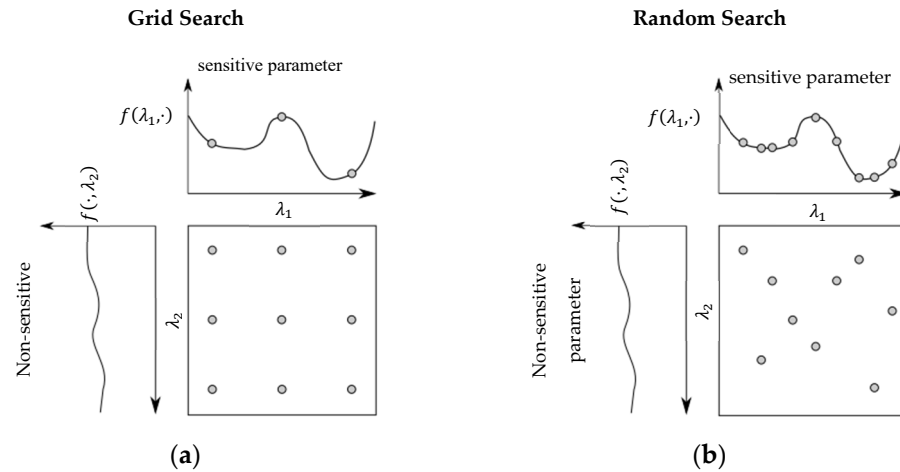 Grid Search
sensitive parameter
f(λ₁,·)
λ₁
f(·, λ₂)
Non-sensitive
λ₂
(a)
Random Search
sensitive parameter
f(λ₁,·)
λ₁
f(·, λ₂)
Non-sensitive
parameter
λ₂
(b)